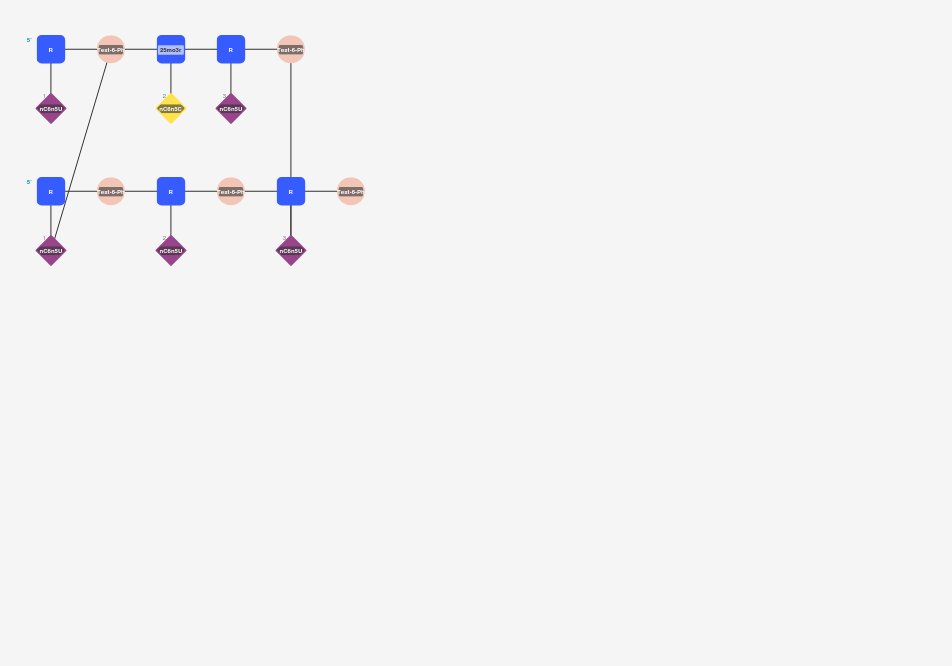 5' R Test-6-Ph 25mo3r R Test-6-Ph
1 2 3
nC6n5U nC6n5C nC6n5U
5' R Test-6-Ph R Test-6-Ph R Test-6-Ph
1 2 3
nC6n5U nC6n5U nC6n5U